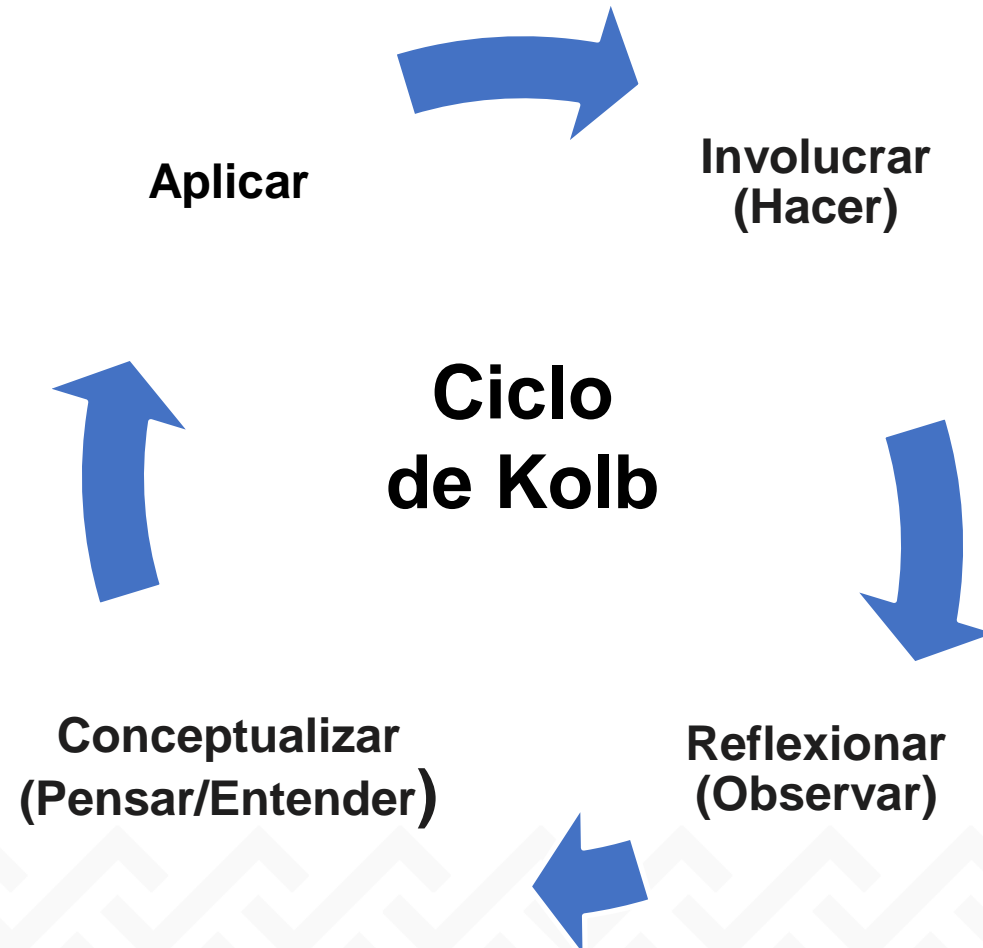 Aplicar
Involucrar
(Hacer)
Ciclo
de Kolb
Conceptualizar
(Pensar/Entender)
Reflexionar
(Observar)